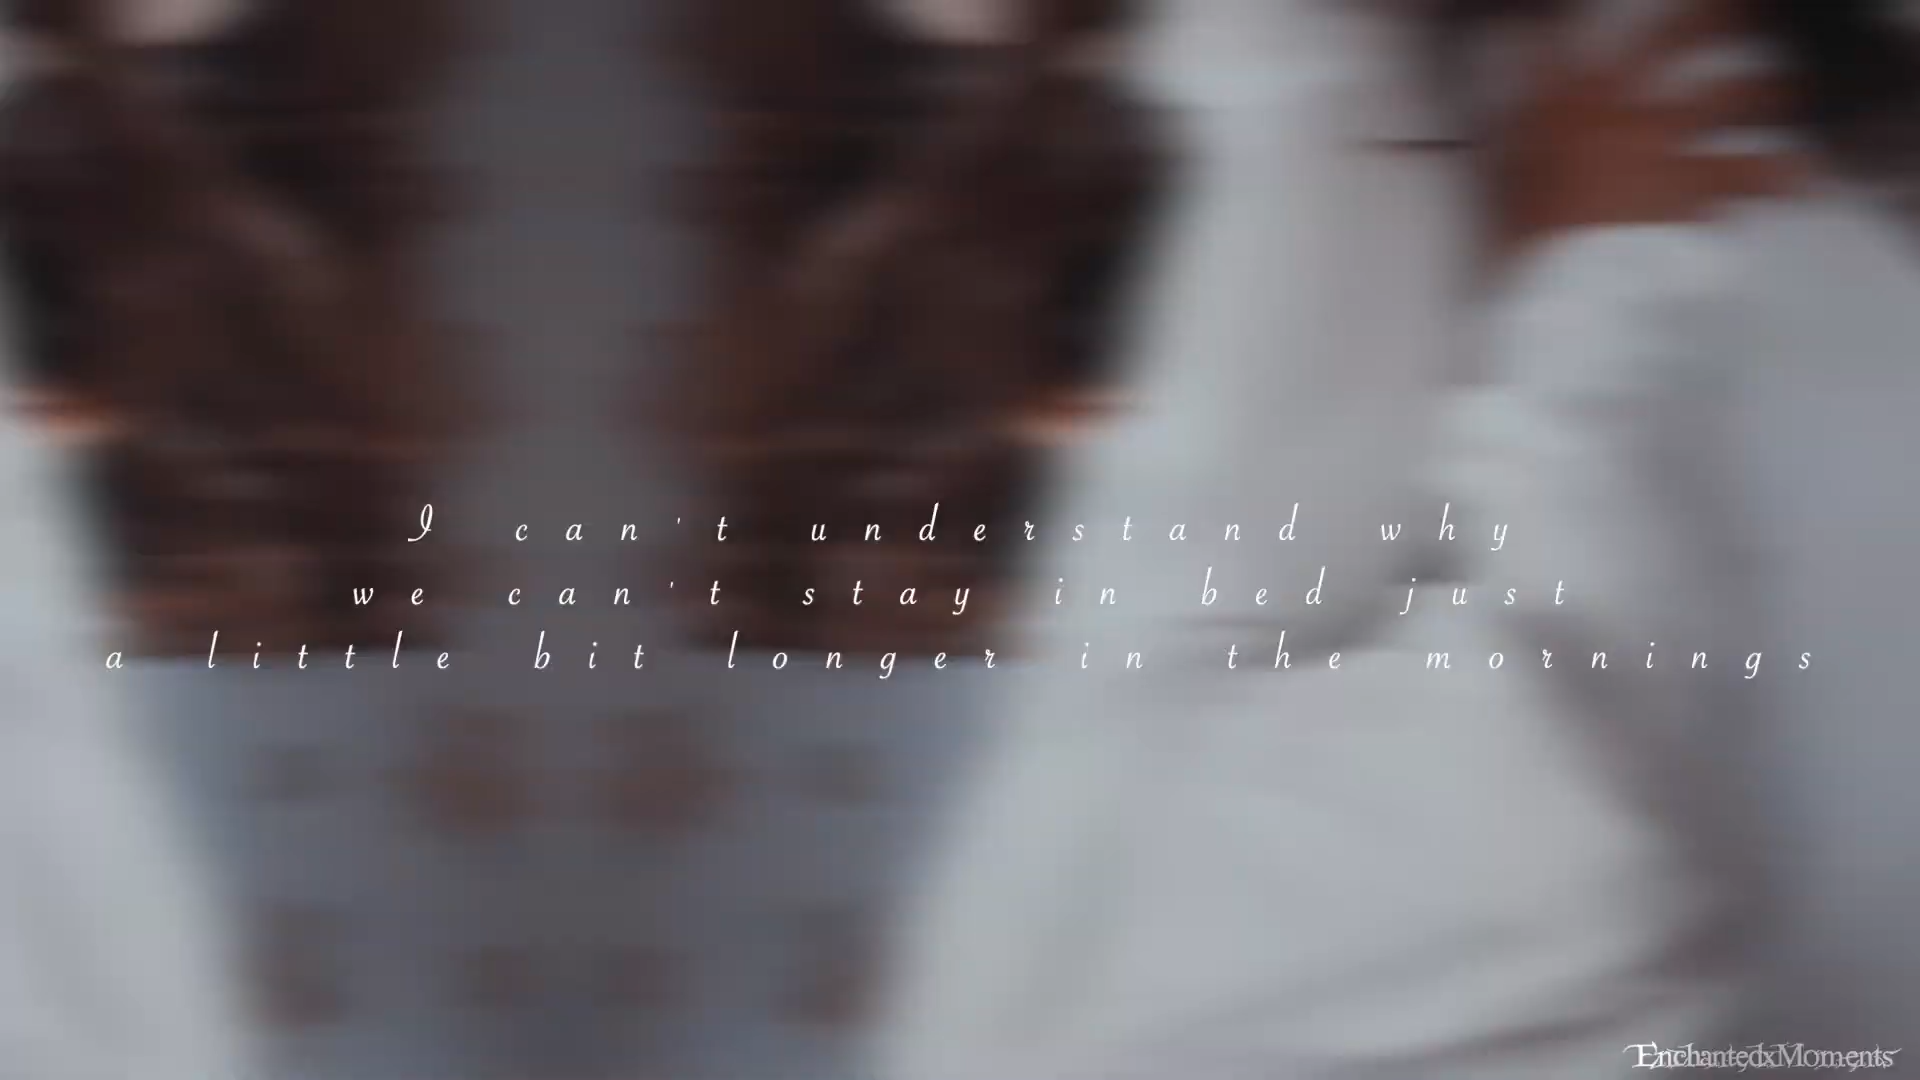 I can't understand why
we can't stay in bed just
a little bit longer in the mornings
EnchantedxMoments